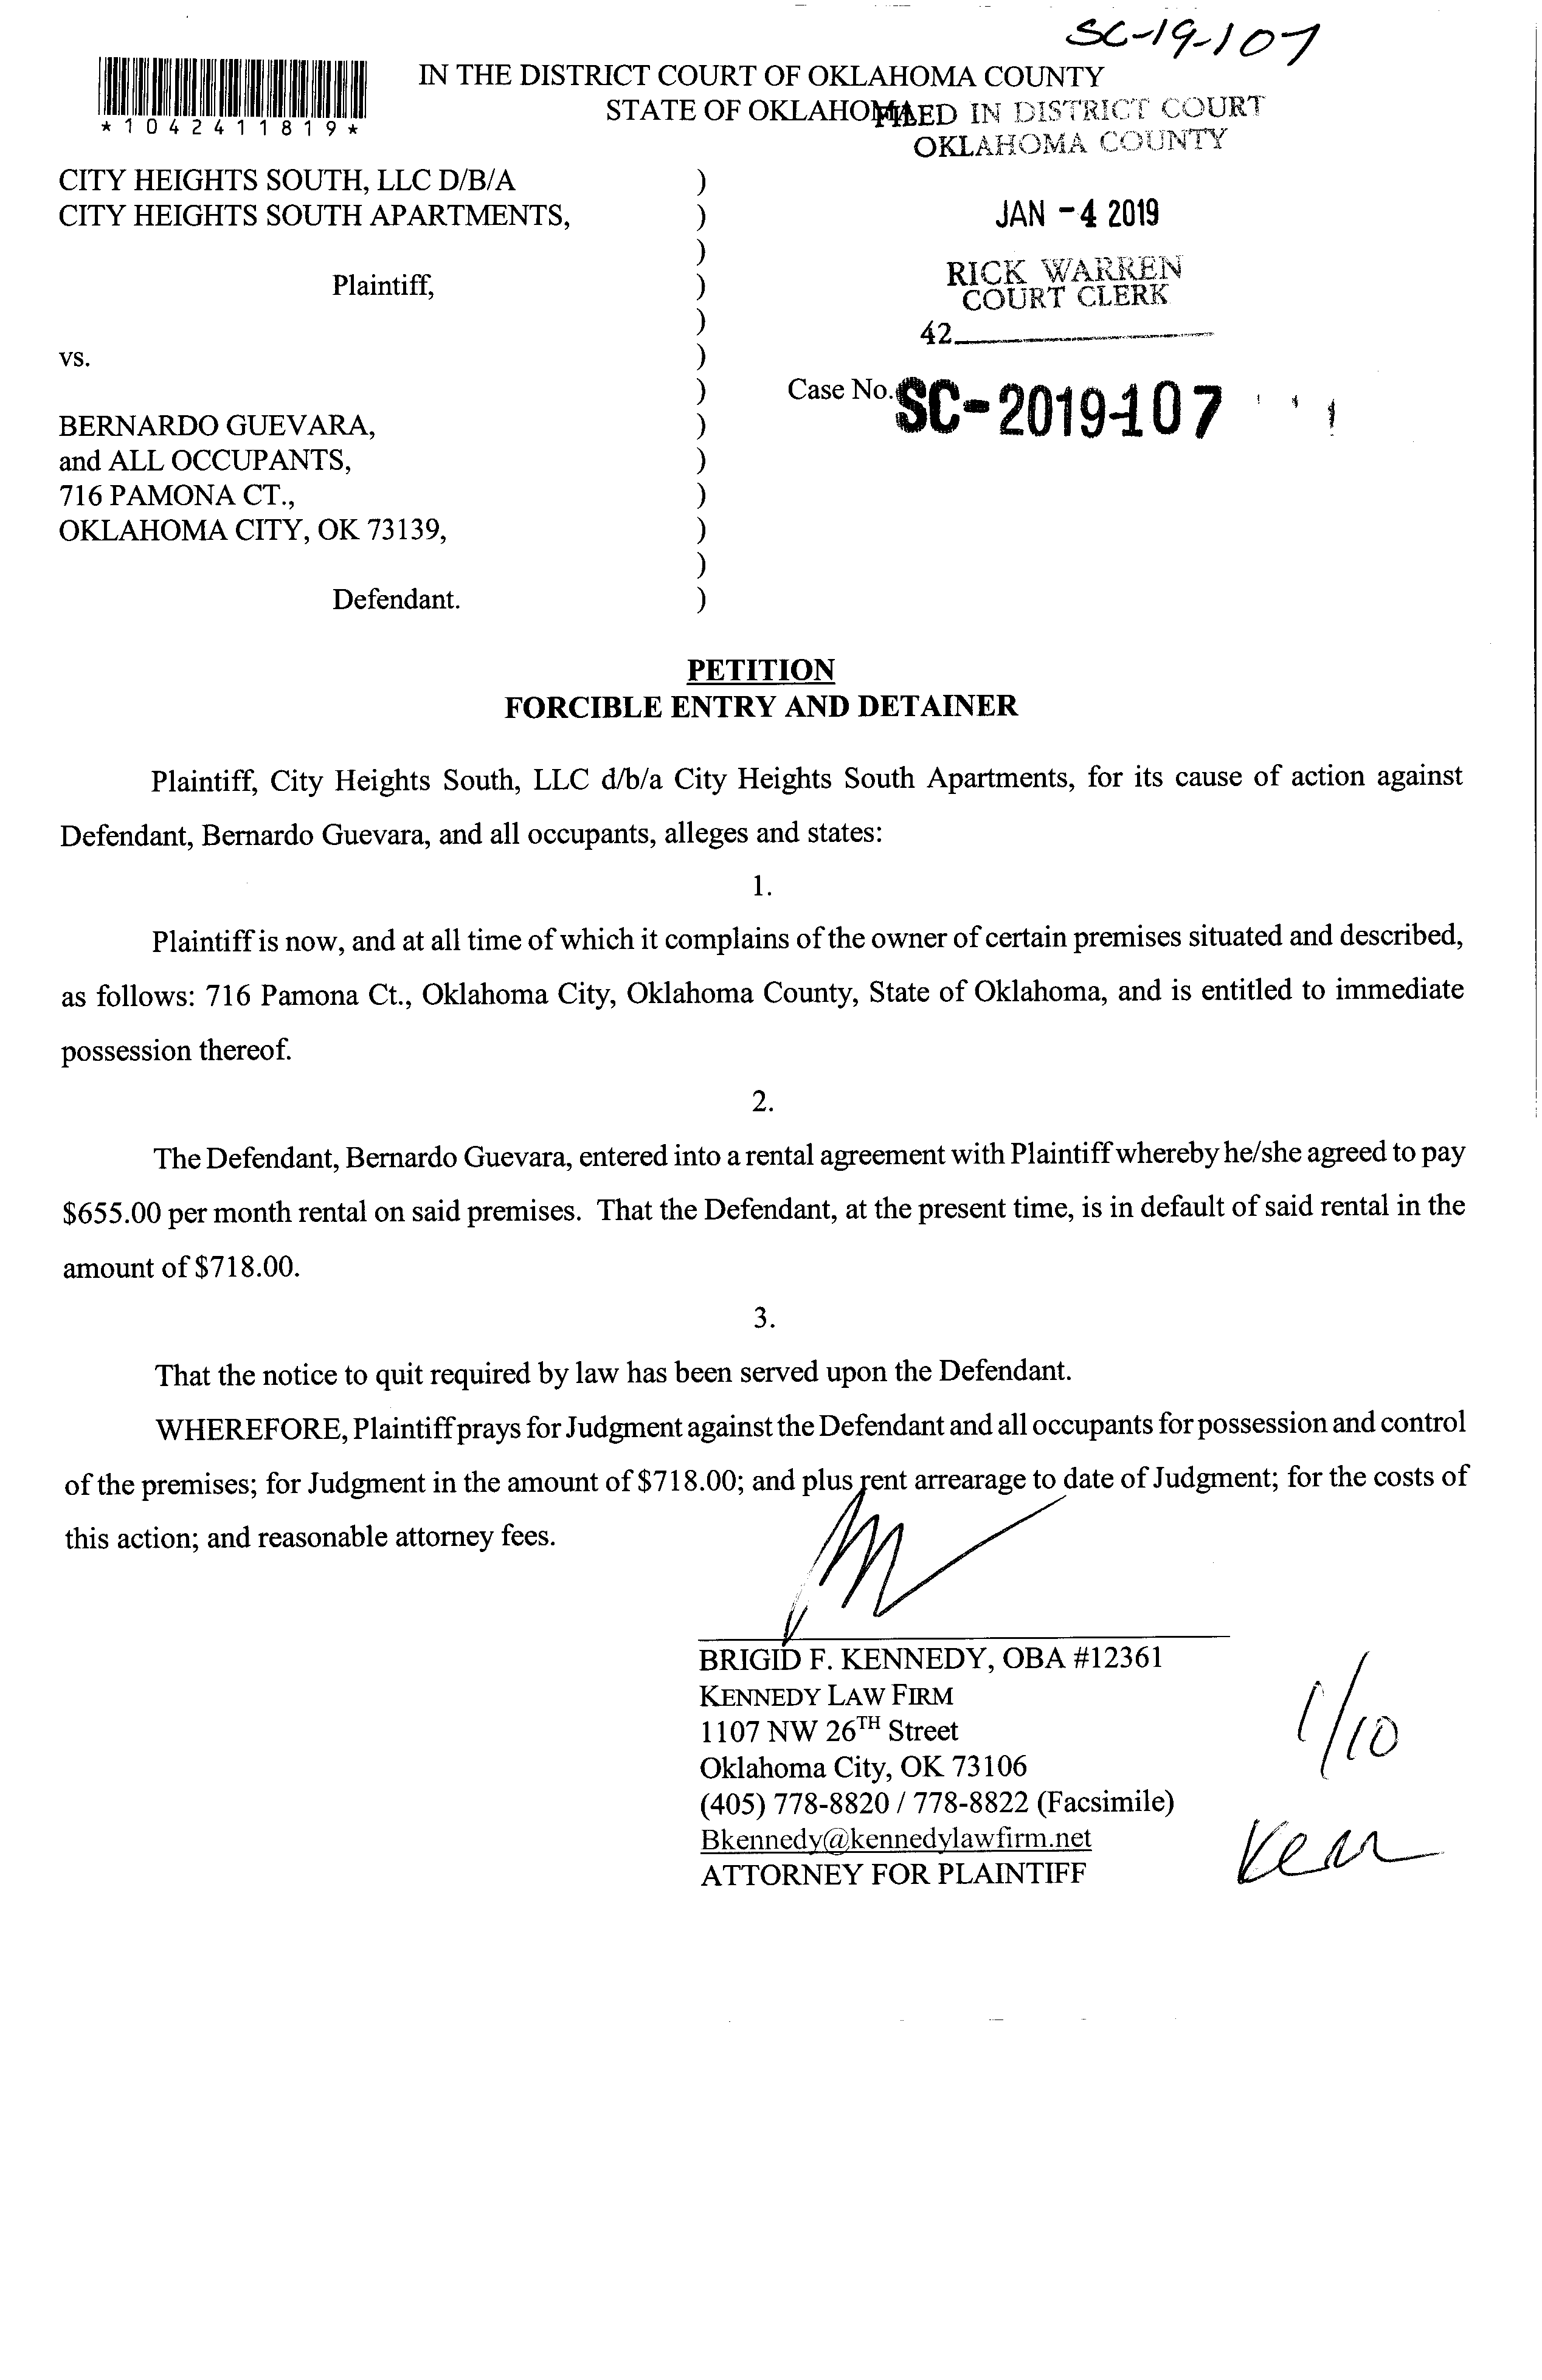 SC-19-107
*1042411819*
IN THE DISTRICT COURT OF OKLAHOMA COUNTY
STATE OF OKLAHOMA
FILED IN DISTRICT COURT
OKLAHOMA COUNTY
CITY HEIGHTS SOUTH, LLC D/B/A )
CITY HEIGHTS SOUTH APARTMENTS, )
JAN -4 2019
)
Plaintiff, )
RICK WARREN
COURT CLERK
)
42
vs. )
) Case No. SC-2019-107
BERNARDO GUEVARA, )
and ALL OCCUPANTS, )
716 PAMONA CT., )
OKLAHOMA CITY, OK 73139, )
)
Defendant. )
PETITION
FORCIBLE ENTRY AND DETAINER
Plaintiff, City Heights South, LLC d/b/a City Heights South Apartments, for its cause of action against
Defendant, Bernardo Guevara, and all occupants, alleges and states:
1.
Plaintiff is now, and at all time of which it complains of the owner of certain premises situated and described,
as follows: 716 Pamona Ct., Oklahoma City, Oklahoma County, State of Oklahoma, and is entitled to immediate
possession thereof.
2.
The Defendant, Bernardo Guevara, entered into a rental agreement with Plaintiff whereby he/she agreed to pay
$655.00 per month rental on said premises. That the Defendant, at the present time, is in default of said rental in the
amount of $718.00.
3.
That the notice to quit required by law has been served upon the Defendant.
WHEREFORE, Plaintiff prays for Judgment against the Defendant and all occupants for possession and control
of the premises; for Judgment in the amount of $718.00; and plus rent arrearage to date of Judgment; for the costs of
this action; and reasonable attorney fees.
BRIGID F. KENNEDY, OBA #12361
KENNEDY LAW FIRM
1107 NW 26TH Street
Oklahoma City, OK 73106
(405) 778-8820 / 778-8822 (Facsimile)
Bkennedy@kennedylawfirm.net
ATTORNEY FOR PLAINTIFF
1/10